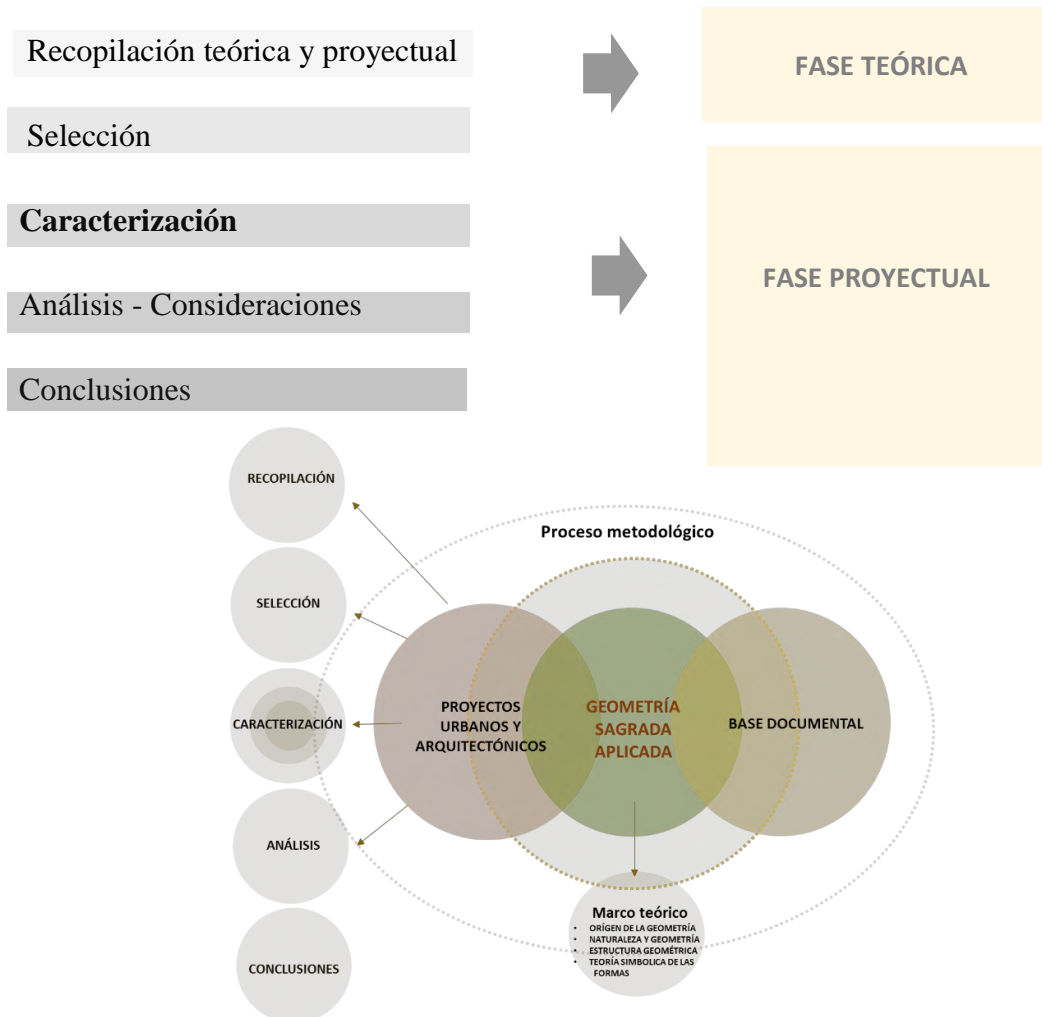 Recopilación teórica y proyectual
FASE TEÓRICA
Selección
Caracterización
FASE PROYECTUAL
Análisis - Consideraciones
Conclusiones
RECOPILACIÓN
Proceso metodológico
SELECCIÓN
CARACTERIZACIÓN
PROYECTOS
URBANOS Y
ARQUITECTÓNICOS
GEOMETRÍA
SAGRADA
APLICADA
BASE DOCUMENTAL
ANÁLISIS
Marco teórico
• ORÍGEN DE LA GEOMETRÍA
• NATURALEZA Y GEOMETRÍA
• ESTRUCTURA GEOMÉTRICA
• TEORÍA SIMBOLICA DE LAS
FORMAS
CONCLUSIONES